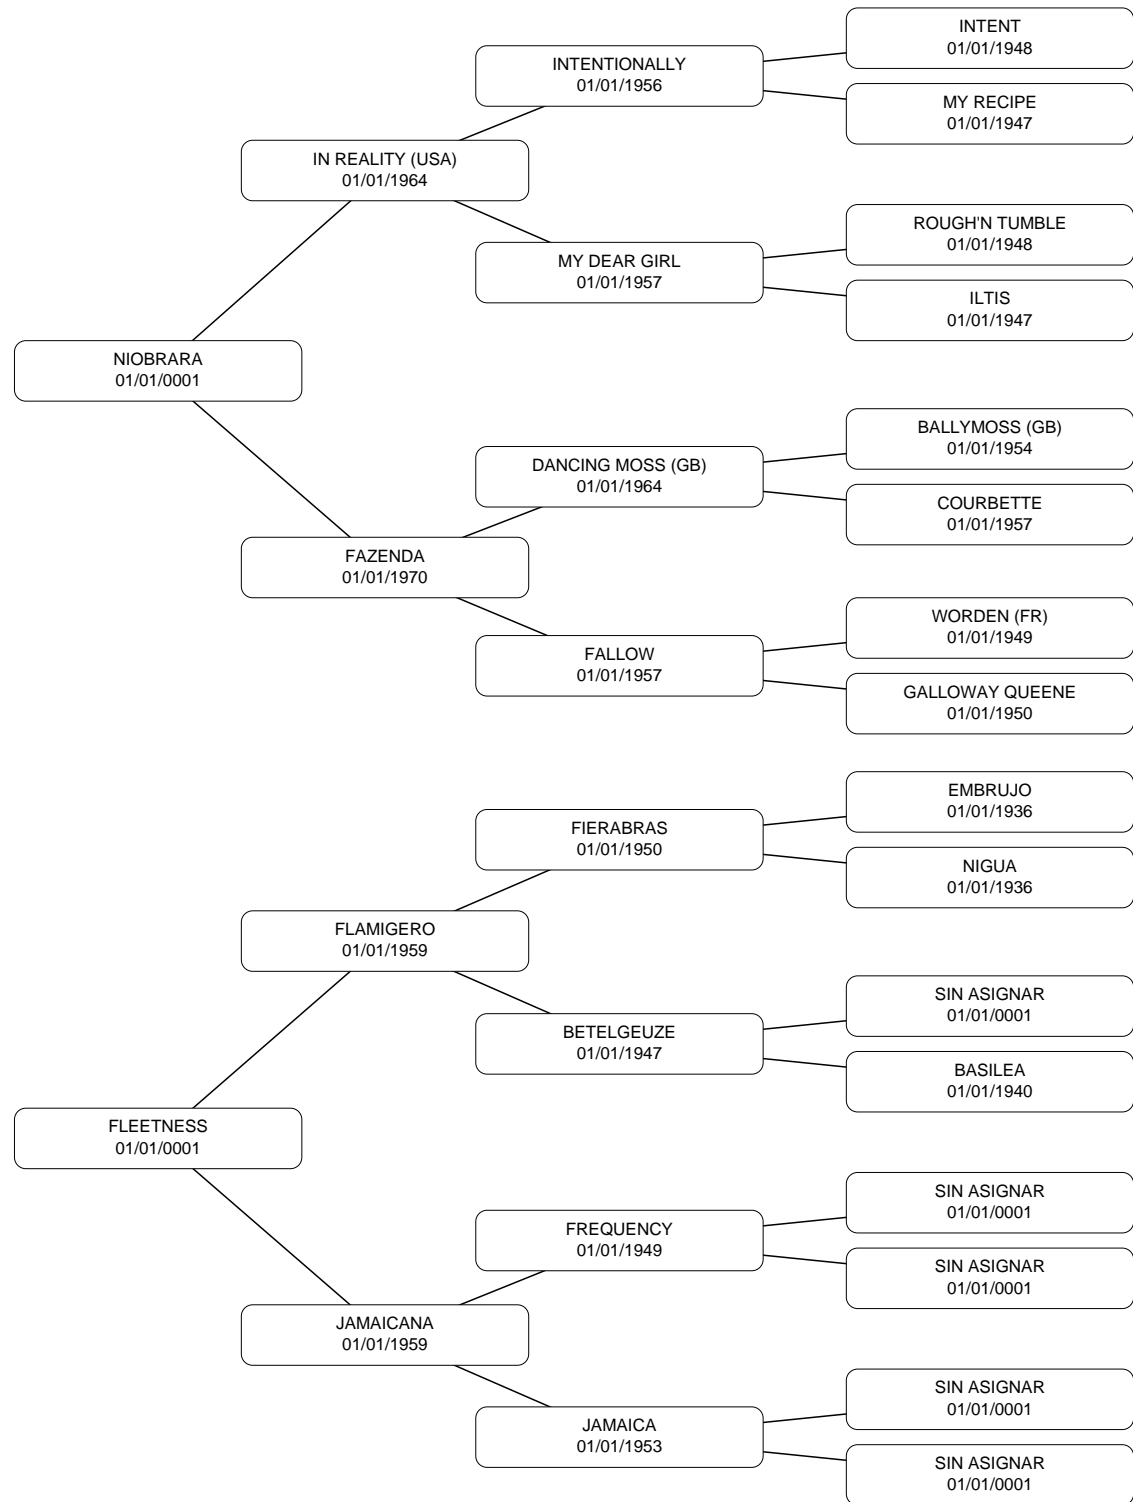 INTENT
01/01/1948
INTENTIONALLY
01/01/1956
MY RECIPE
01/01/1947
IN REALITY (USA)
01/01/1964
ROUGH'N TUMBLE
01/01/1948
MY DEAR GIRL
01/01/1957
ILTIS
01/01/1947
NIOBRARA
01/01/0001
BALLYMOSS (GB)
01/01/1954
DANCING MOSS (GB)
01/01/1964
COURBETTE
01/01/1957
FAZENDA
01/01/1970
WORDEN (FR)
01/01/1949
FALLOW
01/01/1957
GALLOWAY QUEENE
01/01/1950
EMBRUJO
01/01/1936
FIERABRAS
01/01/1950
NIGUA
01/01/1936
FLAMIGERO
01/01/1959
SIN ASIGNAR
01/01/0001
BETELGEUZE
01/01/1947
BASILEA
01/01/1940
FLEETNESS
01/01/0001
SIN ASIGNAR
01/01/0001
FREQUENCY
01/01/1949
SIN ASIGNAR
01/01/0001
JAMAICANA
01/01/1959
SIN ASIGNAR
01/01/0001
JAMAICA
01/01/1953
SIN ASIGNAR
01/01/0001